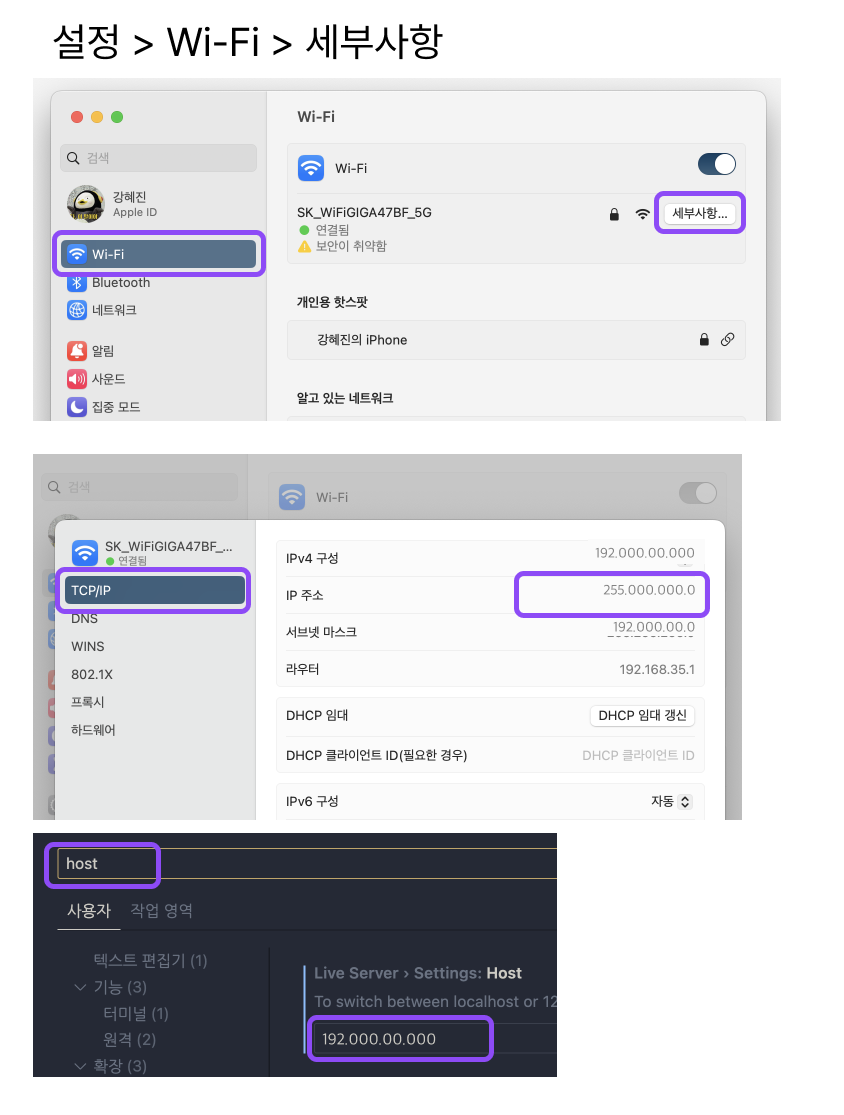 설정 > Wi-Fi > 세부사항
Wi-Fi
검색
Wi-Fi
강혜진
Apple ID
SK_WiFiGIGA47BF_5G
세부사항...
연결됨
보안이 취약함
Wi-Fi
Bluetooth
네트워크
개인용 핫스팟
강혜진의 iPhone
알림
사운드
집중 모드
알고 있는 네트워크
검색
Wi-Fi
SK_WiFiGIGA47BF_...
연결됨
TCP/IP
DNS
WINS
802.1X
프록시
하드웨어
IPv4 구성
192.000.00.000
IP 주소
255.000.000.0
서브넷 마스크
192.000.00.0
라우터
192.168.35.1
DHCP 임대
DHCP 임대 갱신
DHCP 클라이언트 ID(필요한 경우)
DHCP 클라이언트 ID
IPv6 구성
자동
host
사용자 작업 영역
텍스트 편집기 (1)
기능 (3)
터미널 (1)
원격 (2)
확장 (3)
Live Server › Settings: Host
To switch between localhost or 12
192.000.00.000